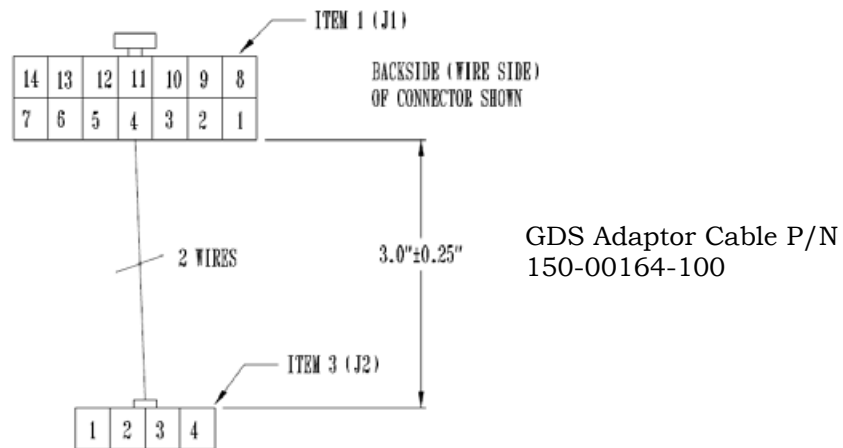 ITEM 1 (J1)
14 13 12 11 10 9 8
7 6 5 4 3 2 1
BACKSIDE (WIRE SIDE)
OF CONNECTOR SHOWN
2 WIRES
3.0"±0.25"
GDS Adaptor Cable P/N
150-00164-100
ITEM 3 (J2)
1 2 3 4